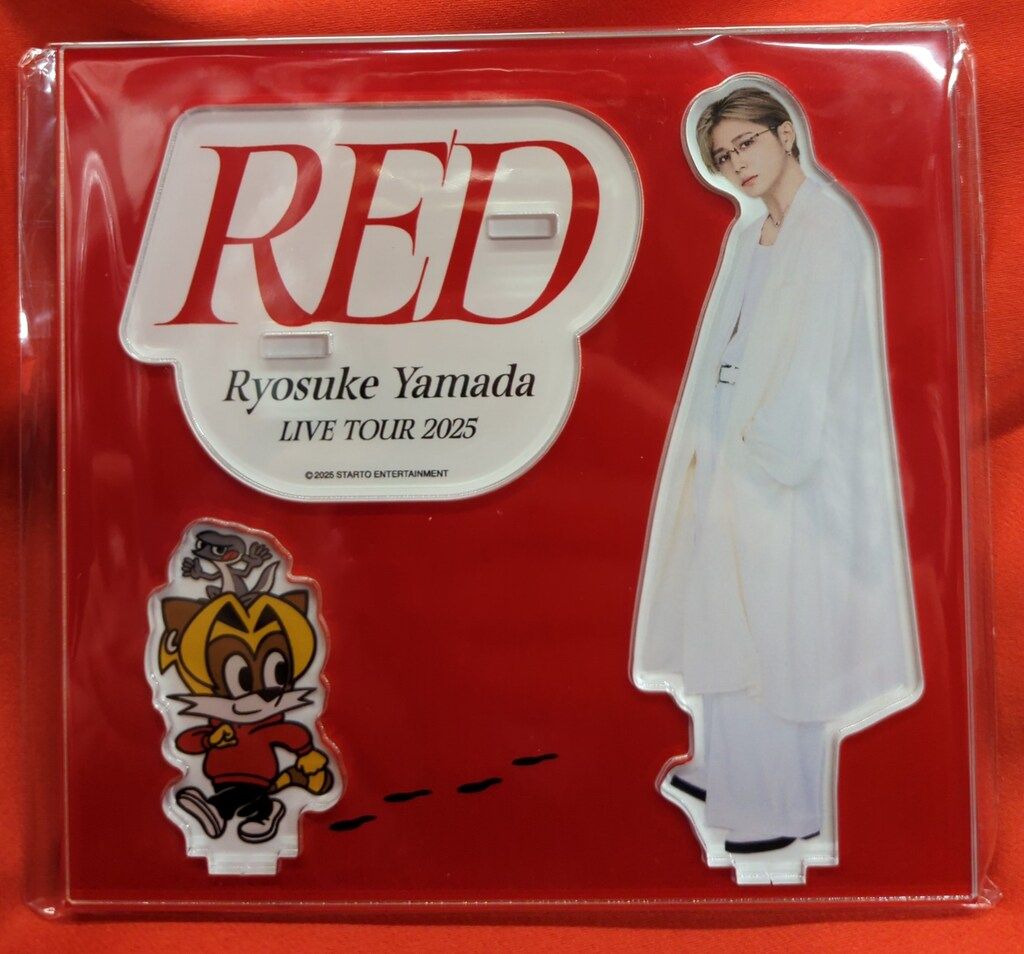 RED
Ryosuke Yamada
LIVE TOUR 2025
©2025 STARTO ENTERTAINMENT